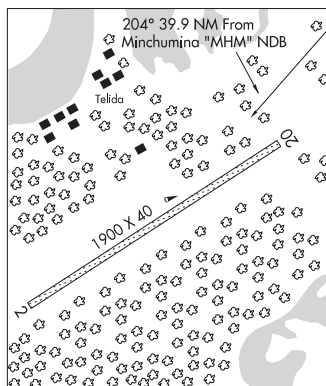 204° 39.9 NM From
Minchumina "MHM" NDB
Telida
20
1900 X 40
2